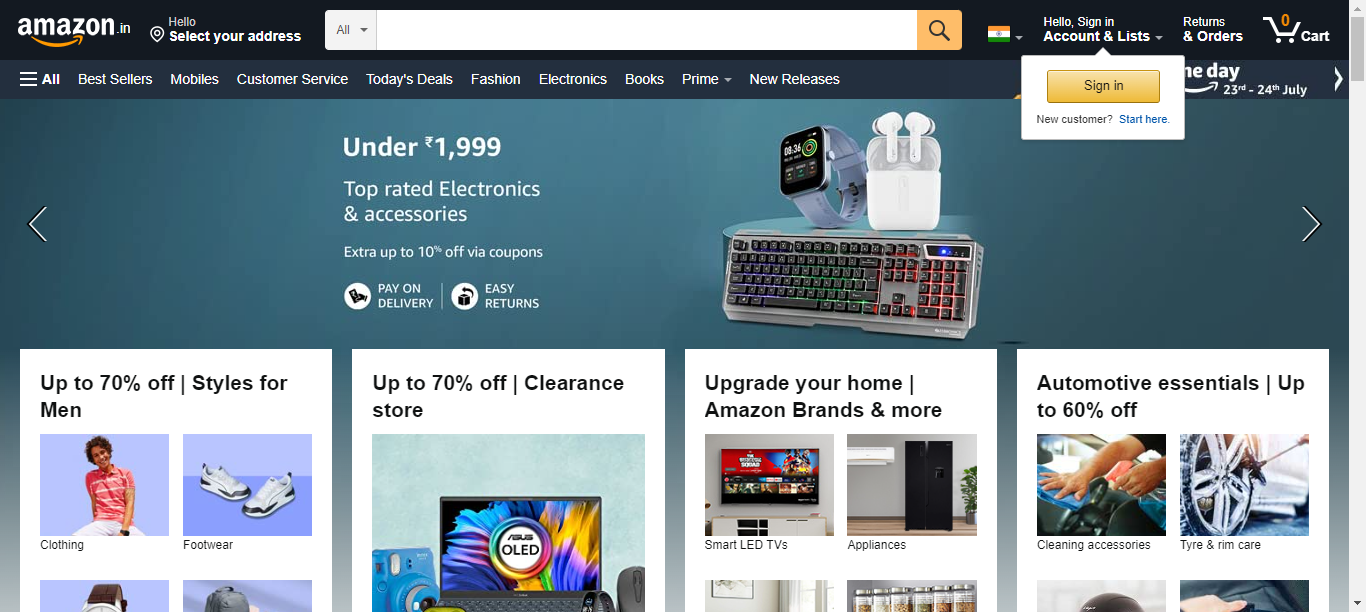 amazon.in
Hello
Select your address
All
Hello, Sign in
Account & Lists
Returns
& Orders
0
Cart
All
Best Sellers
Mobiles
Customer Service
Today's Deals
Fashion
Electronics
Books
Prime
New Releases
me day
23rd - 24th July
Sign in
New customer? Start here.
Under ₹1,999
Top rated Electronics
& accessories
Extra up to 10% off via coupons
PAY ON
DELIVERY
EASY
RETURNS
08:36
Up to 70% off | Styles for
Men
Clothing
Footwear
Up to 70% off | Clearance
store
ASUS
OLED
Upgrade your home |
Amazon Brands & more
Smart LED TVs
Appliances
Automotive essentials | Up
to 60% off
Cleaning accessories
Tyre & rim care